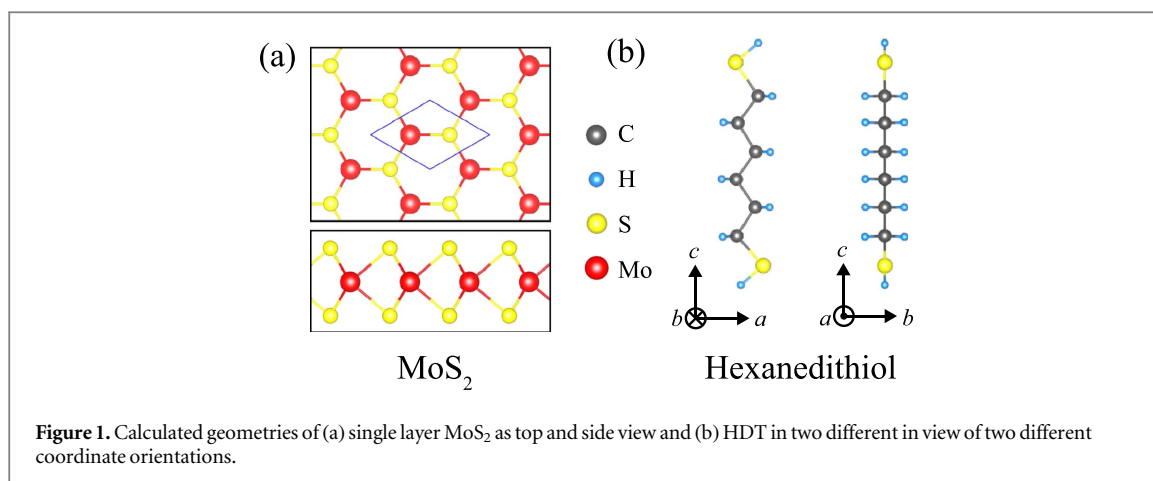 (a)
(b)
C
H
S
Mo
c
b
a
c
a
b
MoS₂
Hexanedithiol
Figure 1. Calculated geometries of (a) single layer MoS₂ as top and side view and (b) HDT in two different in view of two different
coordinate orientations.